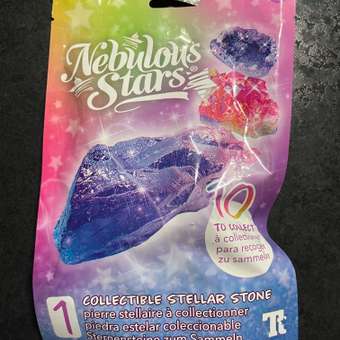 Nebulous
Stars®
10
TO COLLECT
à collectionner
para recoger
zu sammeln
1
COLLECTIBLE STELLAR STONE
pierre stellaire à collectionner
piedra estelar coleccionable
Sternensteine zum Sammeln